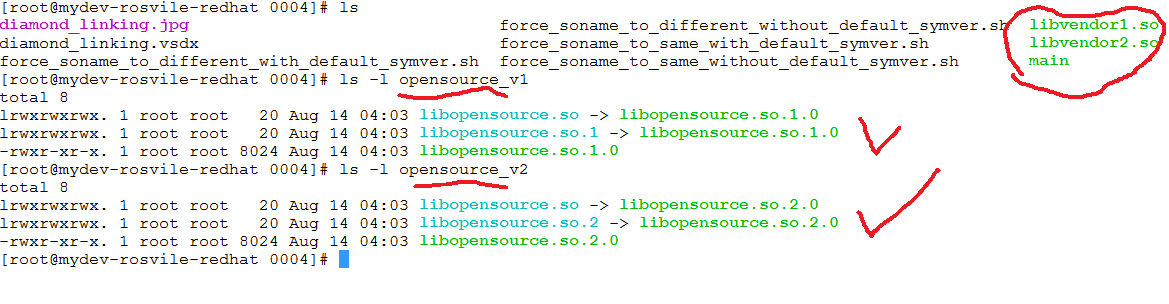 [root@mydev-rosvile-redhat 0004]# ls
diamond_linking.jpg force_soname_to_different_without_default_symver.sh libvendor1.so
diamond_linking.vsdx force_soname_to_same_with_default_symver.sh libvendor2.so
force_soname_to_different_with_default_symver.sh force_soname_to_same_without_default_symver.sh main
[root@mydev-rosvile-redhat 0004]# ls -l opensource_v1
total 8
lrwxrwxrwx. 1 root root 20 Aug 14 04:03 libopensource.so -> libopensource.so.1.0
lrwxrwxrwx. 1 root root 20 Aug 14 04:03 libopensource.so.1 -> libopensource.so.1.0
-rwxr-xr-x. 1 root root 8024 Aug 14 04:03 libopensource.so.1.0
[root@mydev-rosvile-redhat 0004]# ls -l opensource_v2
total 8
lrwxrwxrwx. 1 root root 20 Aug 14 04:03 libopensource.so -> libopensource.so.2.0
lrwxrwxrwx. 1 root root 20 Aug 14 04:03 libopensource.so.2 -> libopensource.so.2.0
-rwxr-xr-x. 1 root root 8024 Aug 14 04:03 libopensource.so.2.0
[root@mydev-rosvile-redhat 0004]#